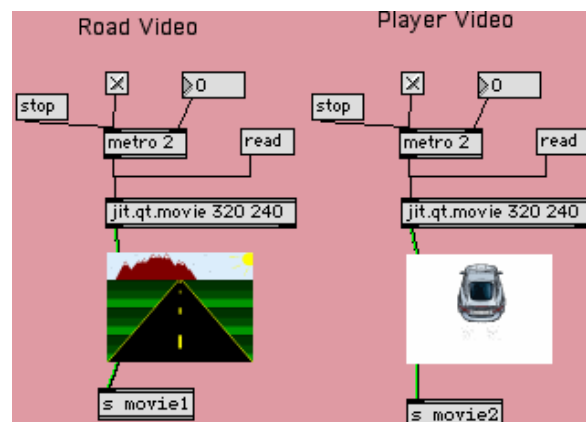 Road Video
Player Video
0
stop
metro 2
read
jit.qt.movie 320 240
s movie1
0
stop
metro 2
read
jit.qt.movie 320 240
s movie2